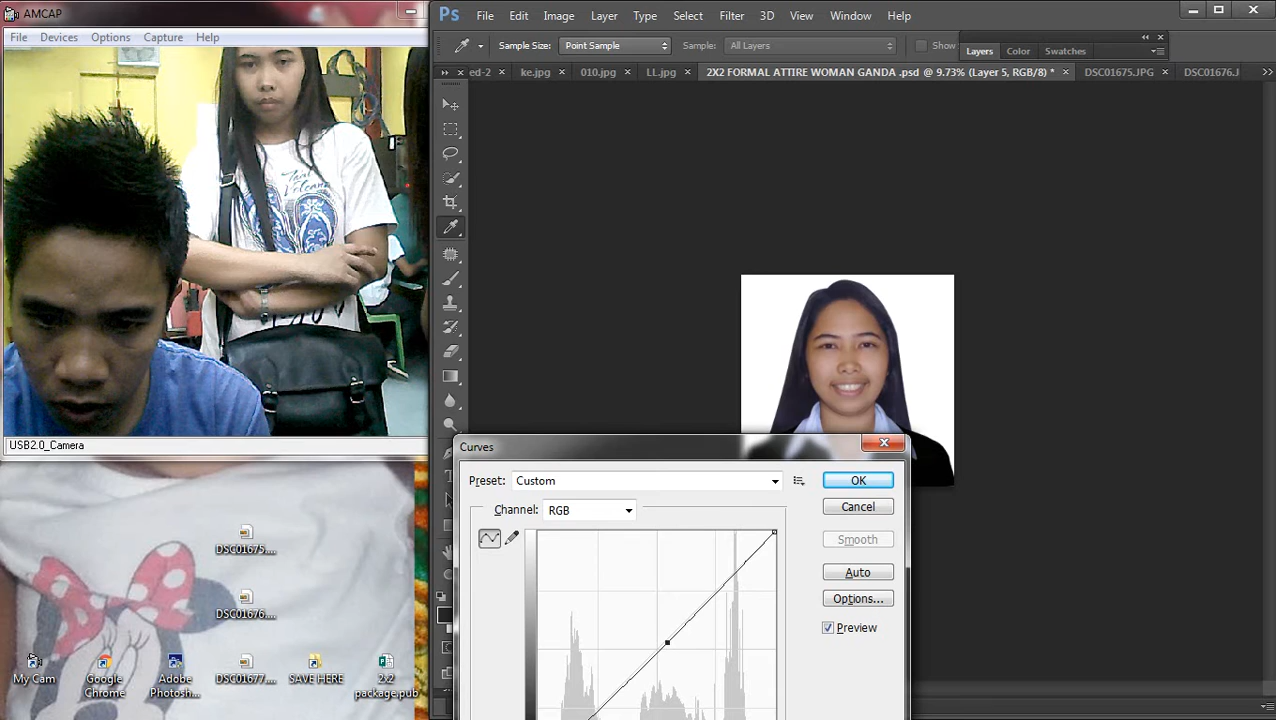 AMCAP
File Devices Options Capture Help
USB2.0_Camera
DSC01675....
DSC01676....
My Cam
Google Chrome
Adobe Photosh...
DSC01677....
SAVE HERE
2x2 package.pub
Ps File Edit Image Layer Type Select Filter 3D View Window Help
Sample Size: Point Sample Sample: All Layers Show
Layers Color Swatches
ed-2 × ke.jpg × 010.jpg × LL.jpg × 2X2 FORMAL ATTIRE WOMAN GANDA .psd @ 9.73% (Layer 5, RGB/8) * × DSC01675.JPG × DSC01676.J
Curves
Preset: Custom
OK
Channel: RGB
Cancel
Smooth
Auto
Options...
Preview